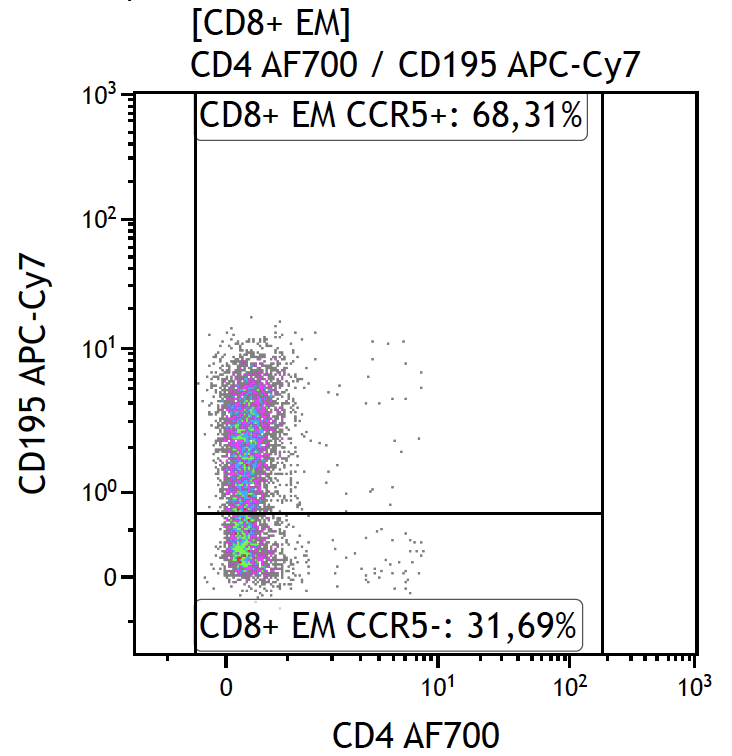 [CD8+ EM]
CD4 AF700 / CD195 APC-Cy7
10³
CD8+ EM CCR5+: 68,31%
10²
10¹
10⁰
0
CD195 APC-Cy7
CD8+ EM CCR5-: 31,69%
0
10¹
10²
10³
CD4 AF700